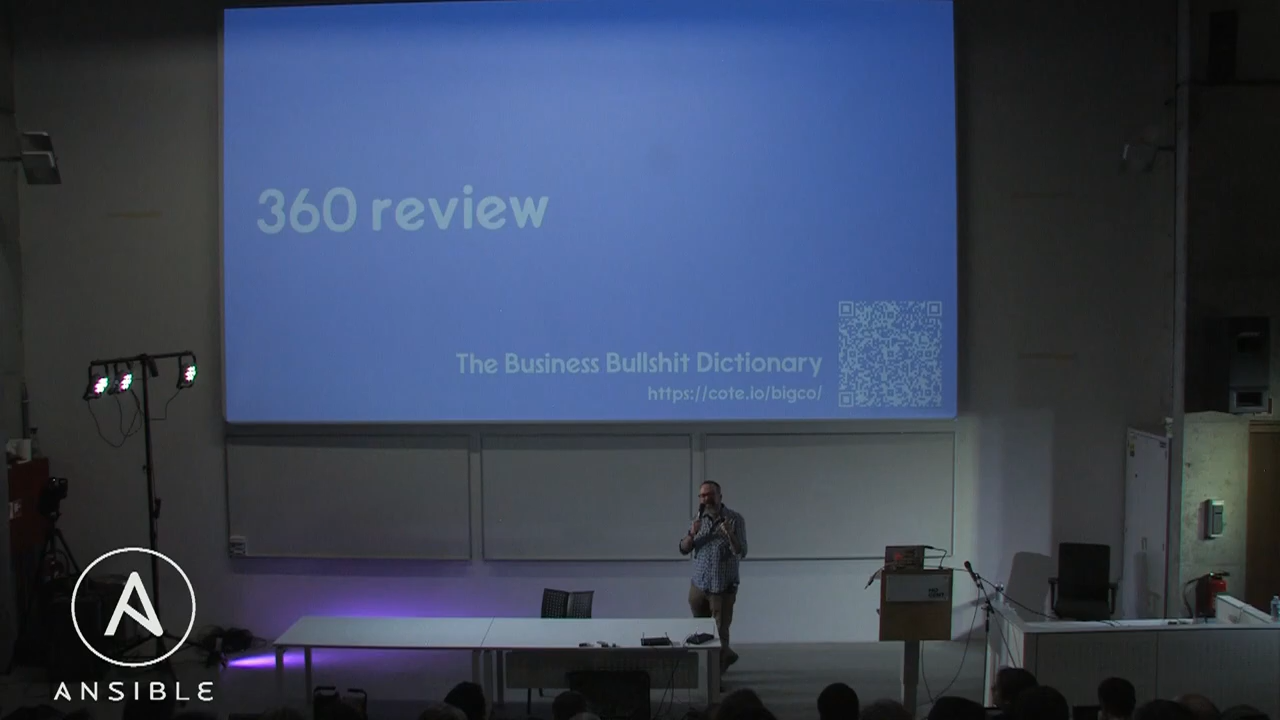 360 review
The Business Bullshit Dictionary
https://cote.io/bigco/
ANSIBLE